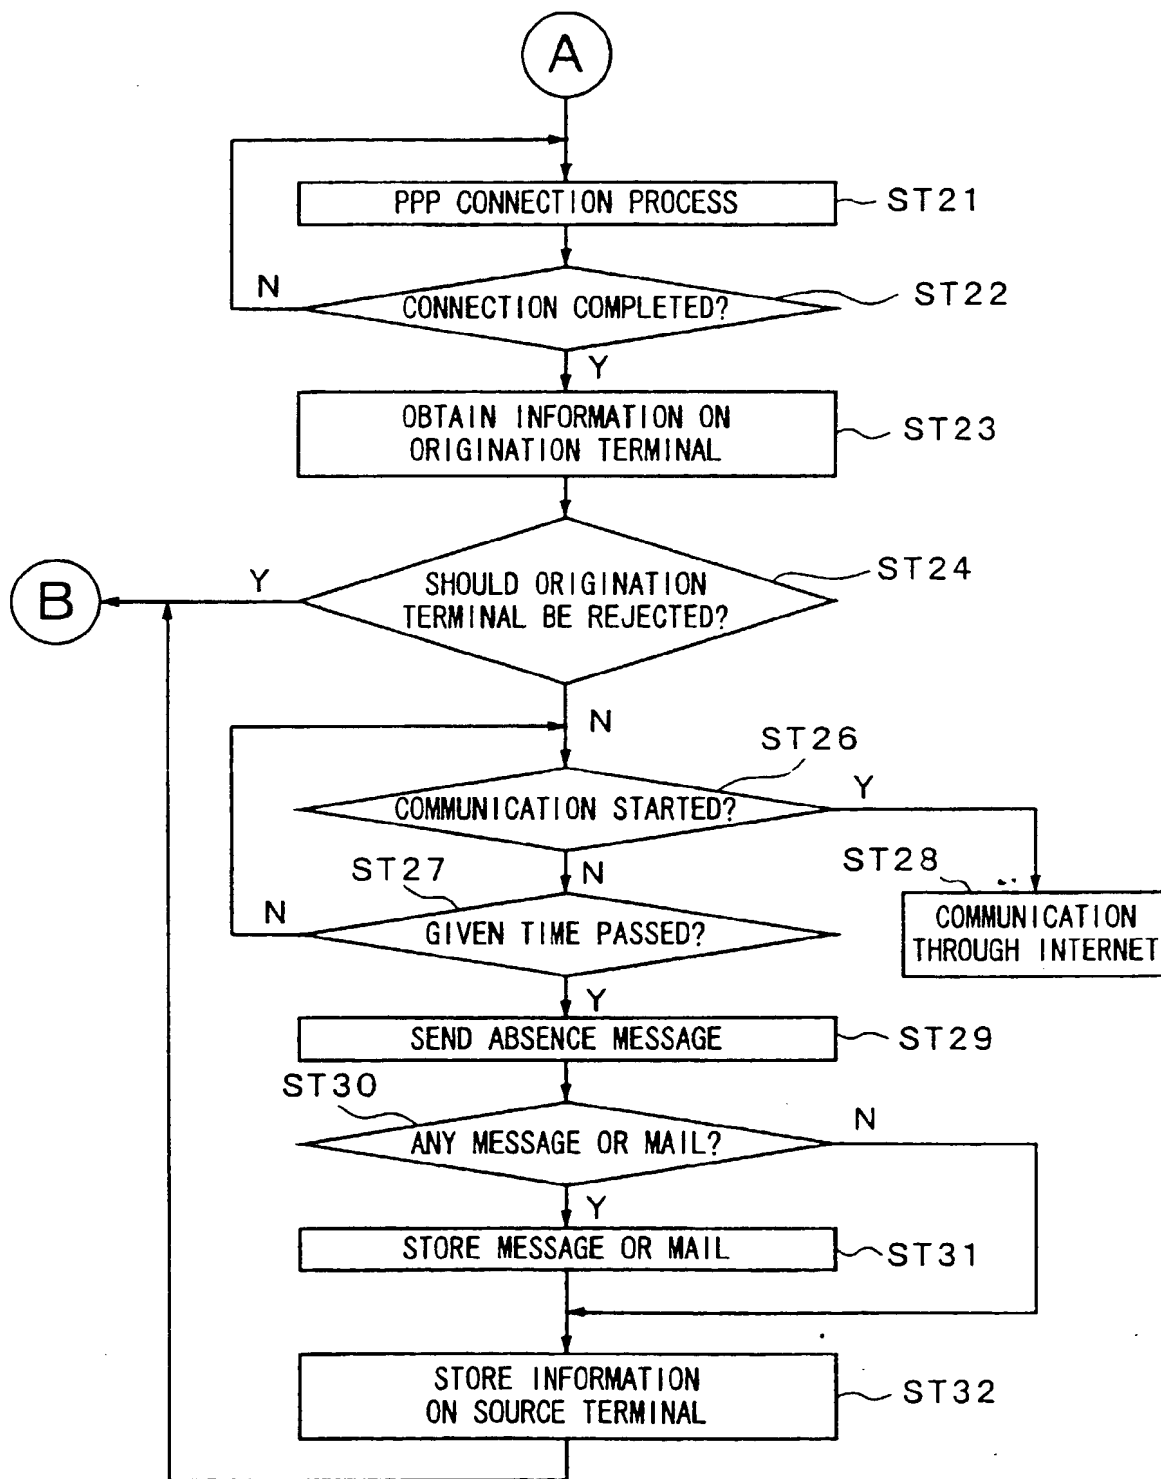 A
PPP CONNECTION PROCESS
ST21
N
CONNECTION COMPLETED?
ST22
Y
OBTAIN INFORMATION ON
ORIGINATION TERMINAL
ST23
B
Y
SHOULD ORIGINATION
TERMINAL BE REJECTED?
ST24
N
ST26
COMMUNICATION STARTED?
Y
ST27
N
ST28
N
GIVEN TIME PASSED?
COMMUNICATION
THROUGH INTERNET
Y
SEND ABSENCE MESSAGE
ST29
ST30
ANY MESSAGE OR MAIL?
N
Y
STORE MESSAGE OR MAIL
ST31
STORE INFORMATION
ON SOURCE TERMINAL
ST32